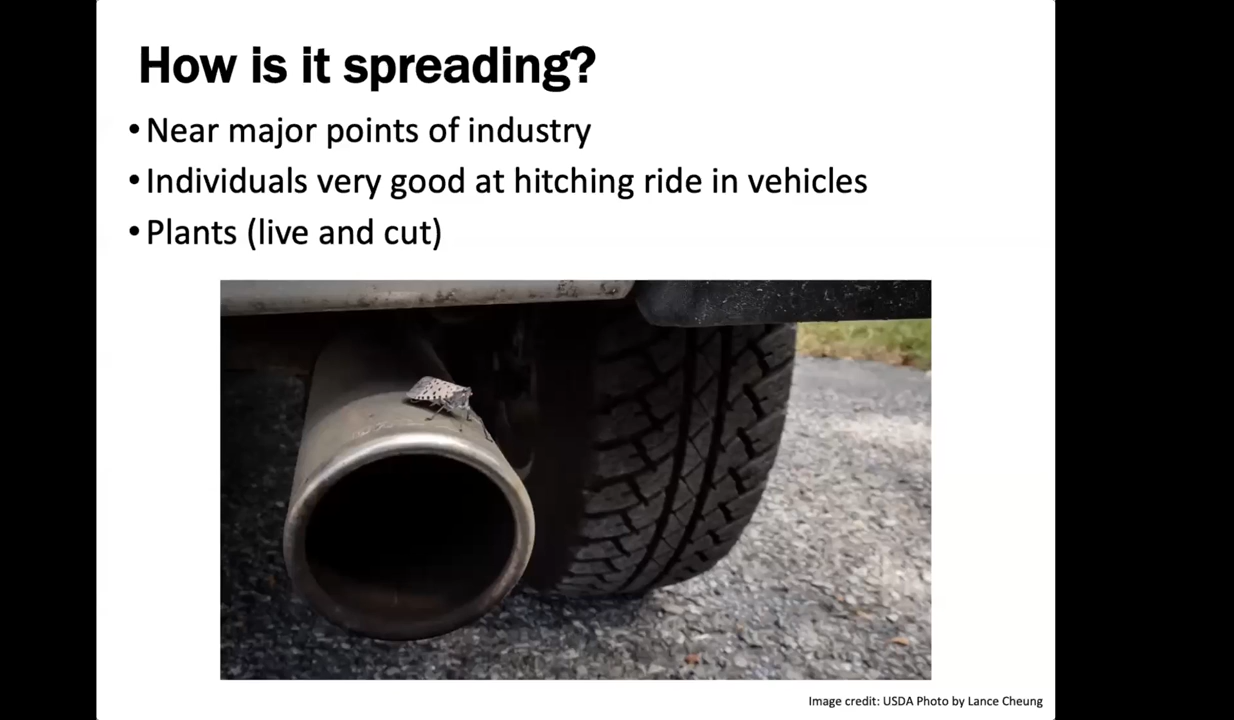 How is it spreading?
•Near major points of industry
•Individuals very good at hitching ride in vehicles
•Plants (live and cut)
Image credit: USDA Photo by Lance Cheung